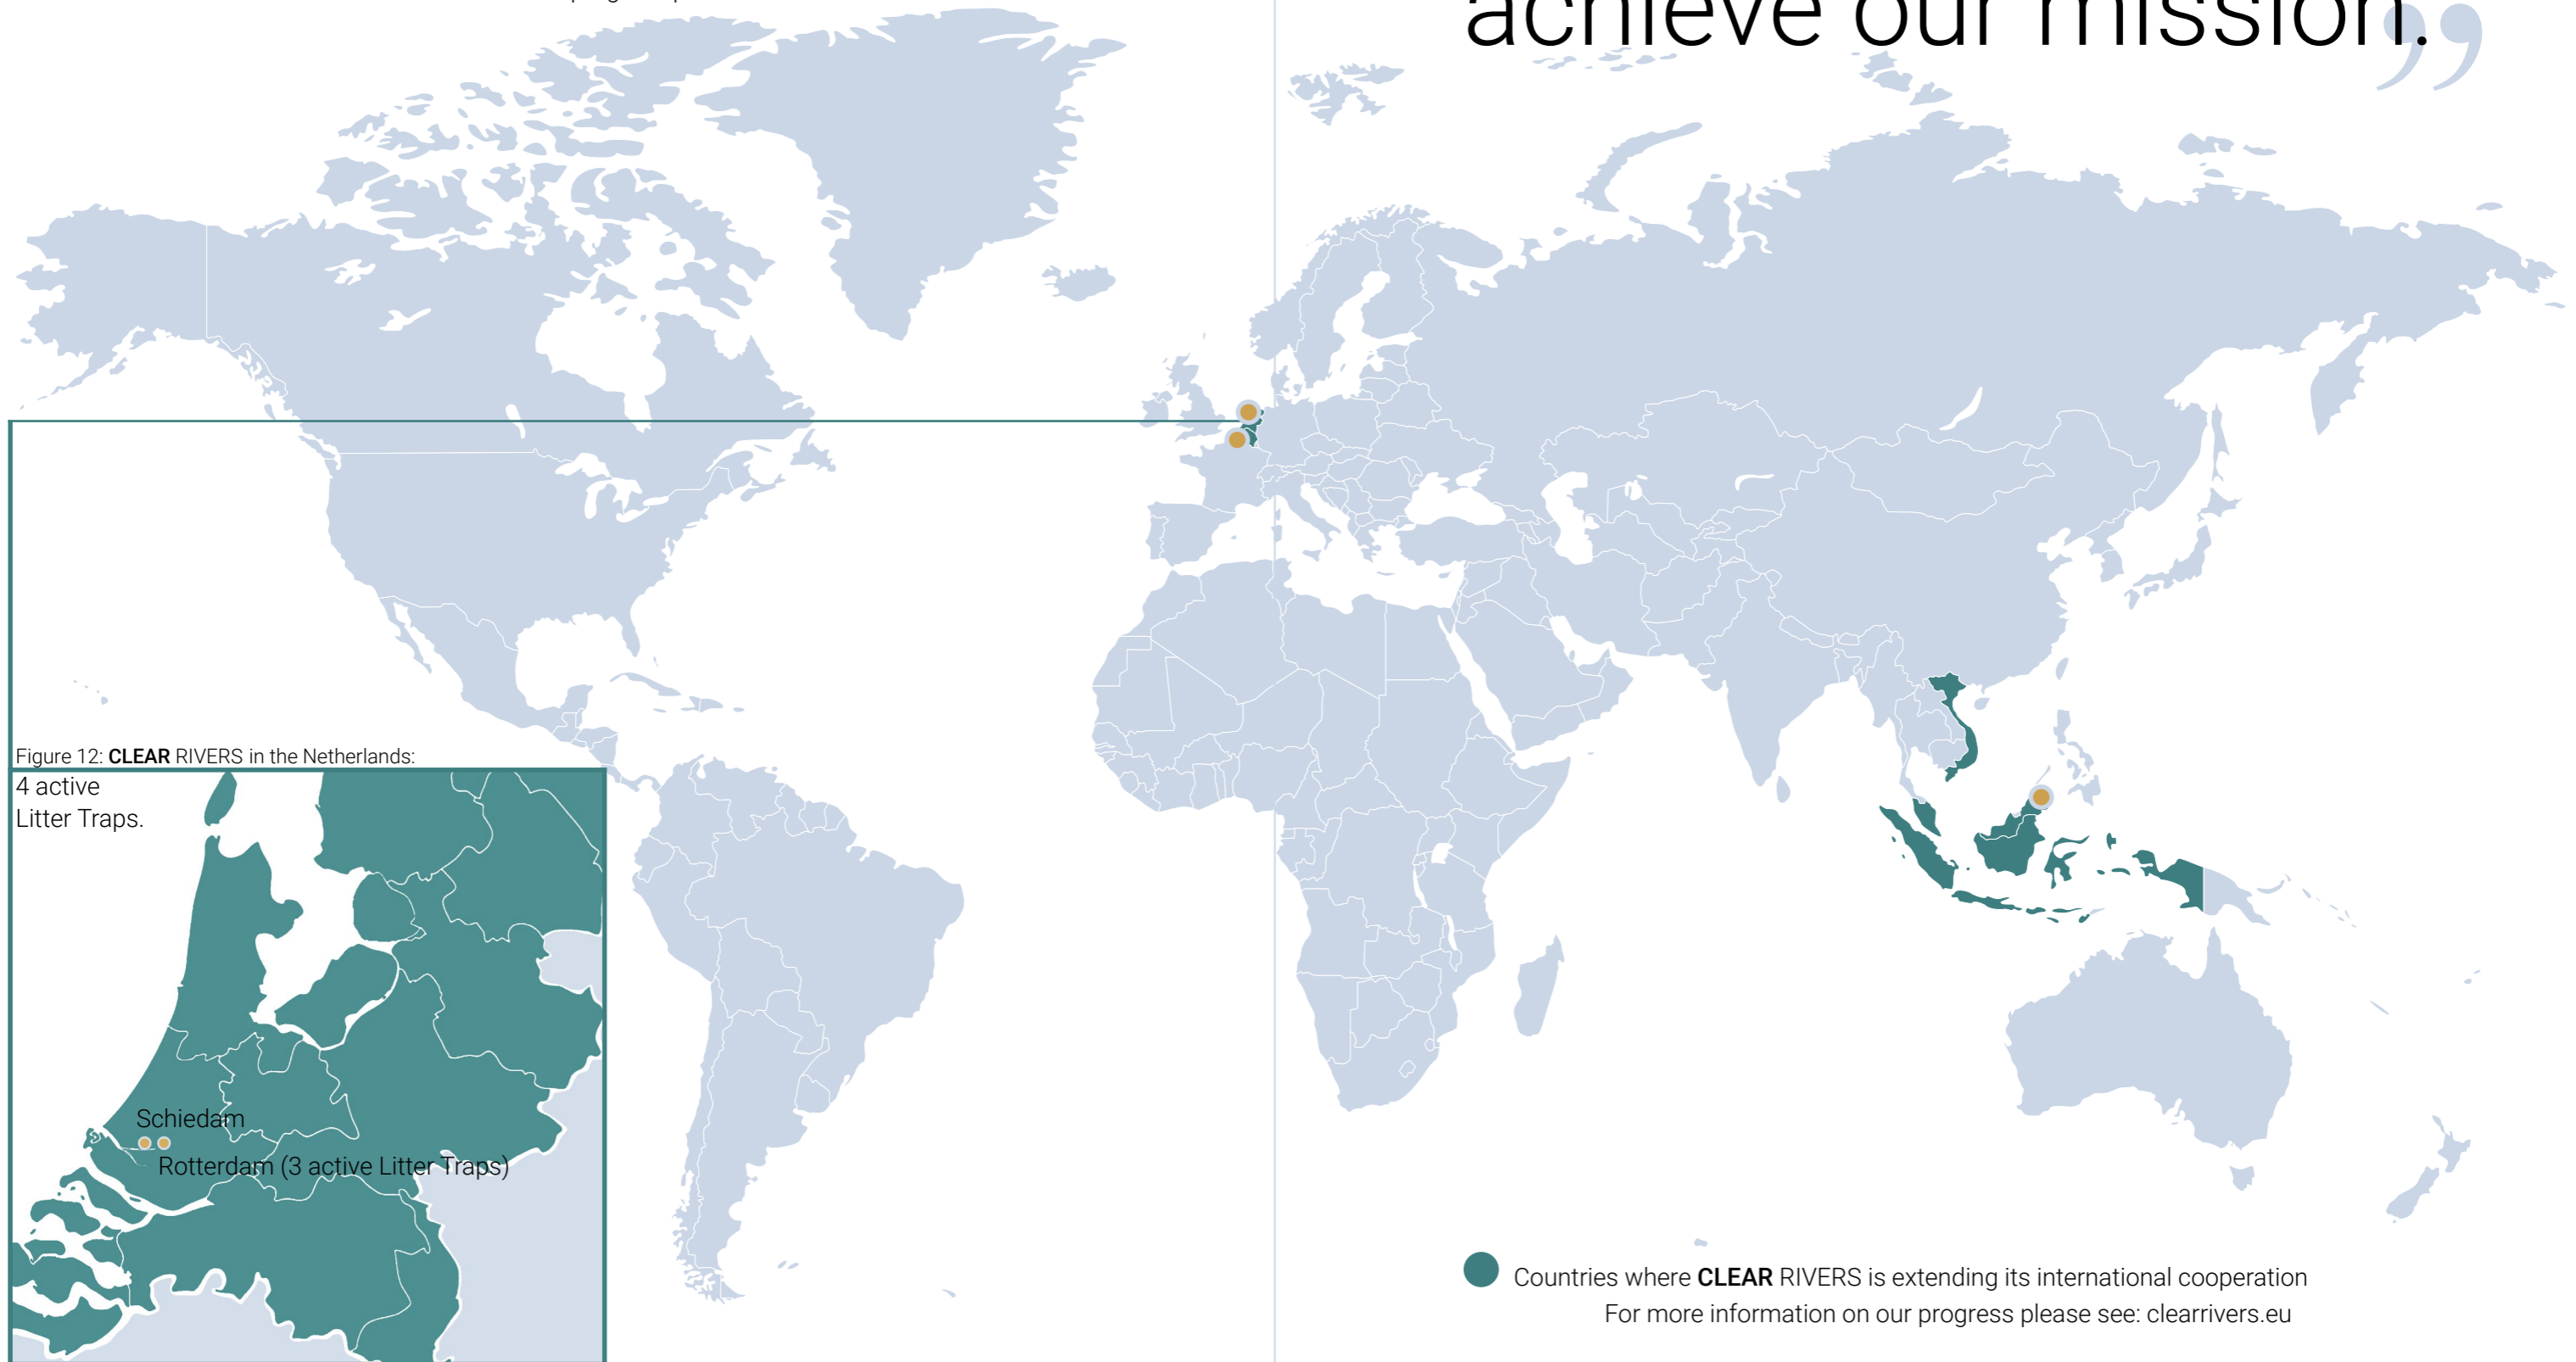 achieve our mission.”
Figure 12: CLEAR RIVERS in the Netherlands:
4 active
Litter Traps.
Schiedam
Rotterdam (3 active Litter Traps)
Countries where CLEAR RIVERS is extending its international cooperation
For more information on our progress please see: clearrivers.eu